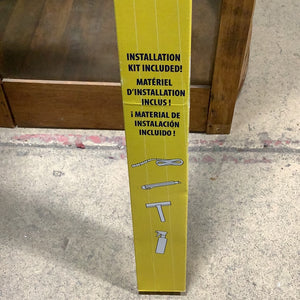 INSTALLATION
KIT INCLUDED!
MATÉRIEL
D'INSTALLATION
INCLUS !
¡ MATERIAL DE
INSTALACIÓN
INCLUIDO !